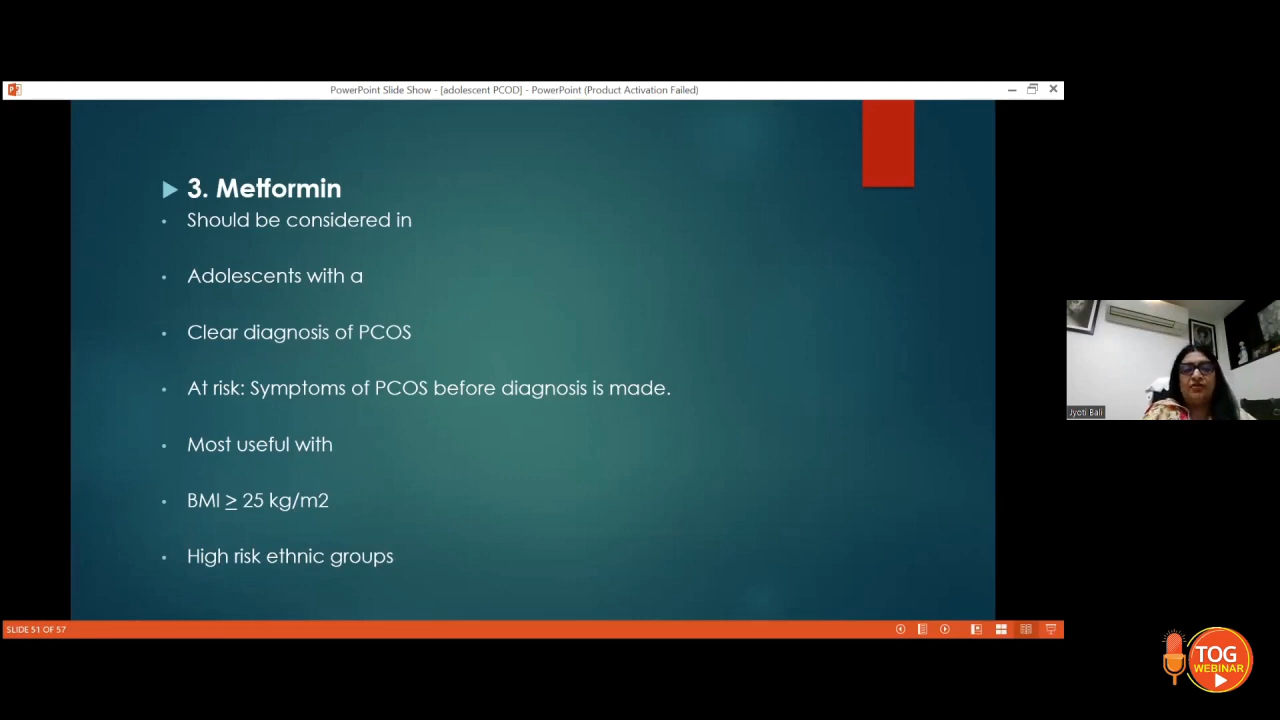 PowerPoint Slide Show - [adolescent PCOD] - PowerPoint (Product Activation Failed)
3. Metformin
Should be considered in
Adolescents with a
Clear diagnosis of PCOS
At risk: Symptoms of PCOS before diagnosis is made.
Most useful with
BMI ≥ 25 kg/m2
High risk ethnic groups
SLIDE 51 OF 57
Jyoti Bali
TOG
WEBINAR